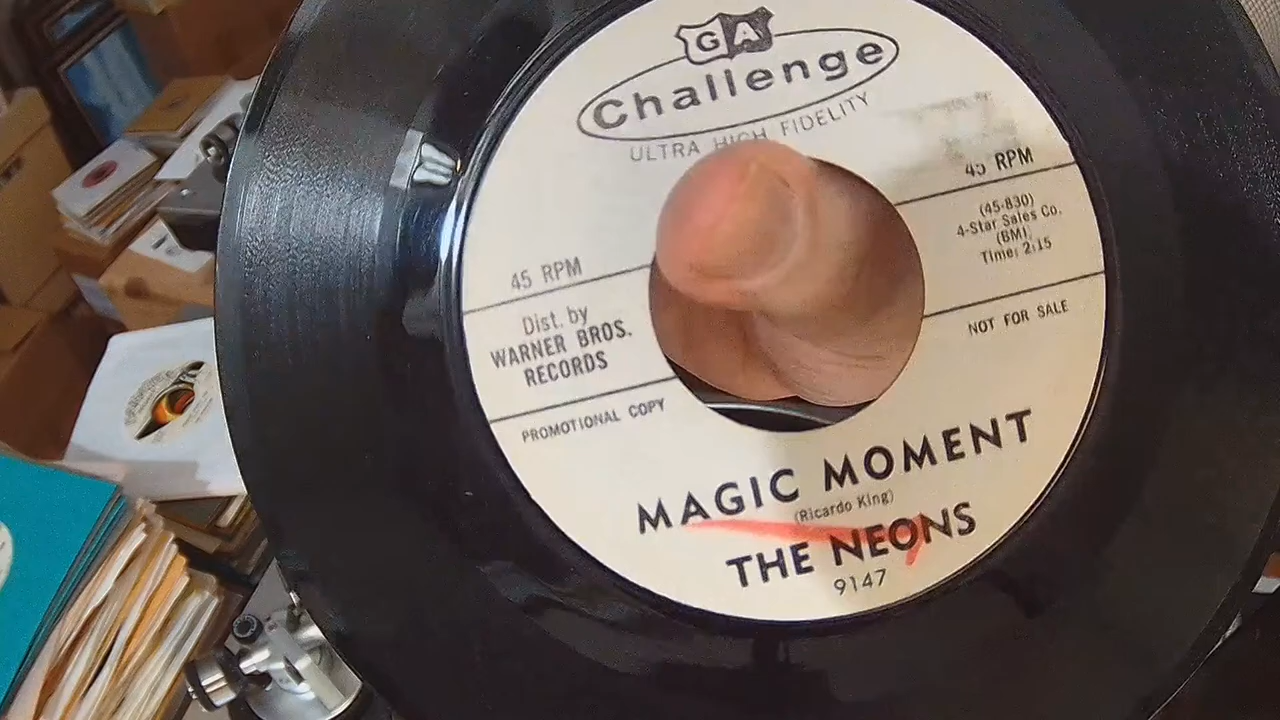 GA
Challenge
ULTRA HIGH FIDELITY
45 RPM
(45-830)
4-Star Sales Co.
(BMI)
Time: 2:15
45 RPM
Dist. by
WARNER BROS.
RECORDS
NOT FOR SALE
PROMOTIONAL COPY
MAGIC MOMENT
(Ricardo King)
THE NEONS
9147